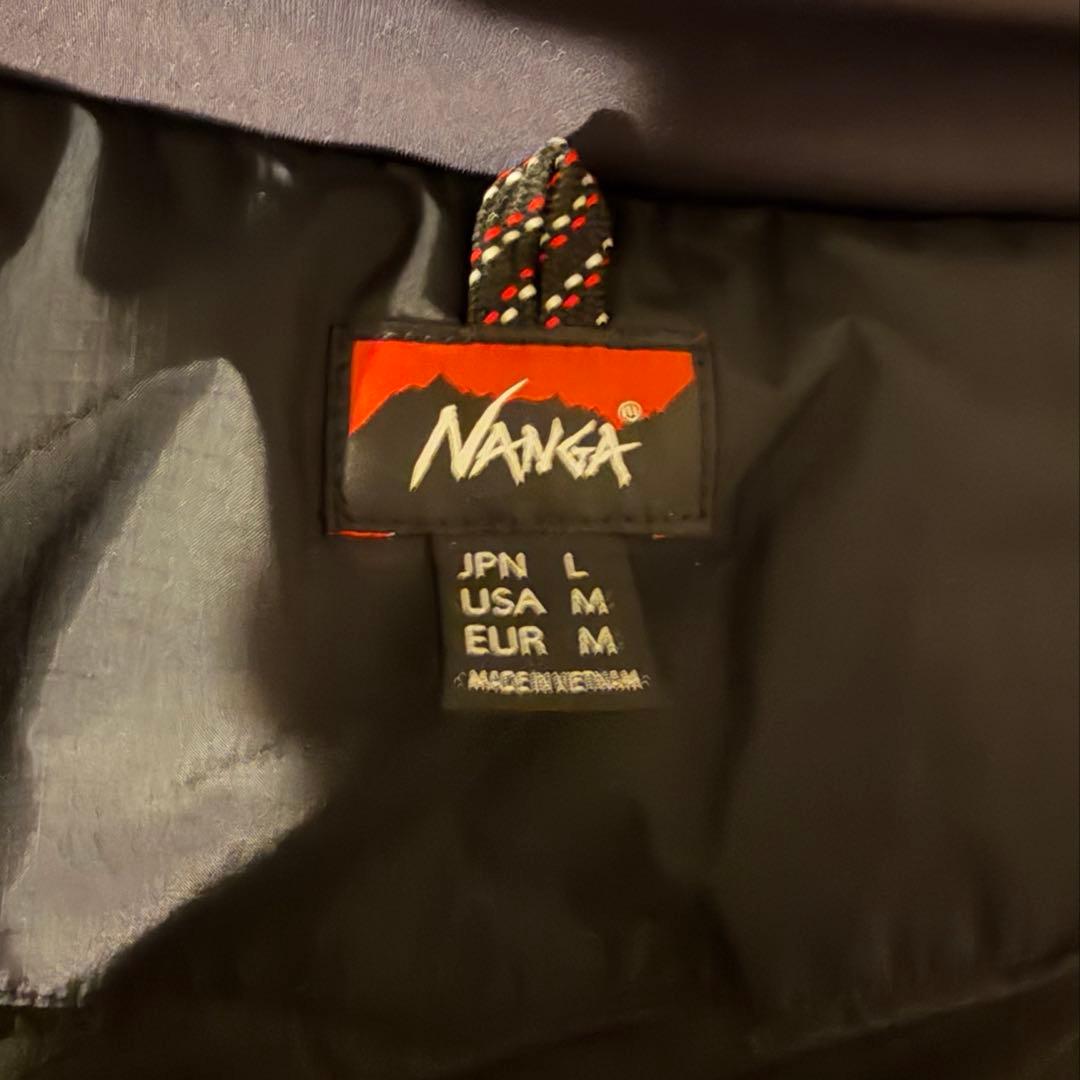 NANGA®
JPN L
USA M
EUR M
MADE IN VIETNAM